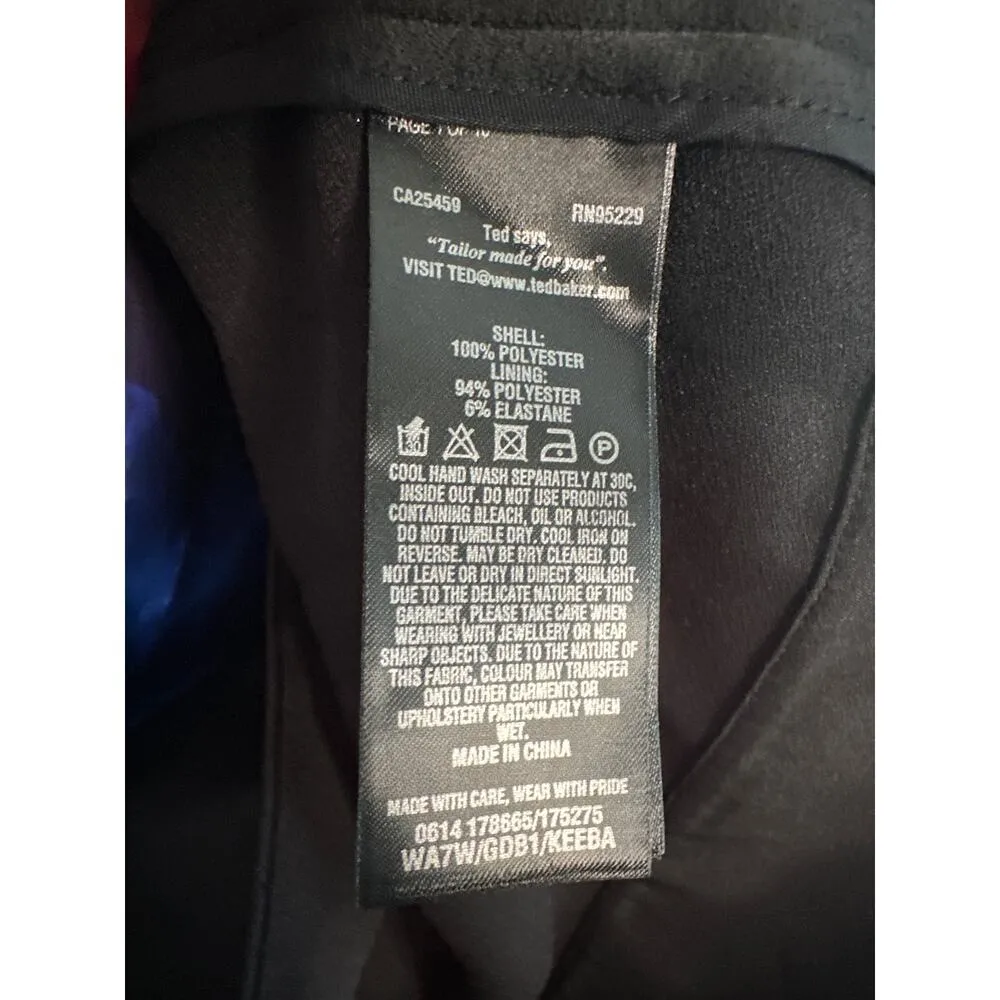 PAGE 1 OF 10
CA25459 RN95229
Ted says,
“Tailor made for you”.
VISIT TED@www.tedbaker.com
SHELL:
100% POLYESTER
LINING:
94% POLYESTER
6% ELASTANE
30 P
COOL HAND WASH SEPARATELY AT 30C,
INSIDE OUT. DO NOT USE PRODUCTS
CONTAINING BLEACH, OIL OR ALCOHOL.
DO NOT TUMBLE DRY. COOL IRON ON
REVERSE. MAY BE DRY CLEANED. DO
NOT LEAVE OR DRY IN DIRECT SUNLIGHT.
DUE TO THE DELICATE NATURE OF THIS
GARMENT, PLEASE TAKE CARE WHEN
WEARING WITH JEWELLERY OR NEAR
SHARP OBJECTS. DUE TO THE NATURE OF
THIS FABRIC, COLOUR MAY TRANSFER
ONTO OTHER GARMENTS OR
UPHOLSTERY PARTICULARLY WHEN
WET.
MADE IN CHINA
MADE WITH CARE, WEAR WITH PRIDE
0614 178665/175275
WA7W/GDB1/KEEBA